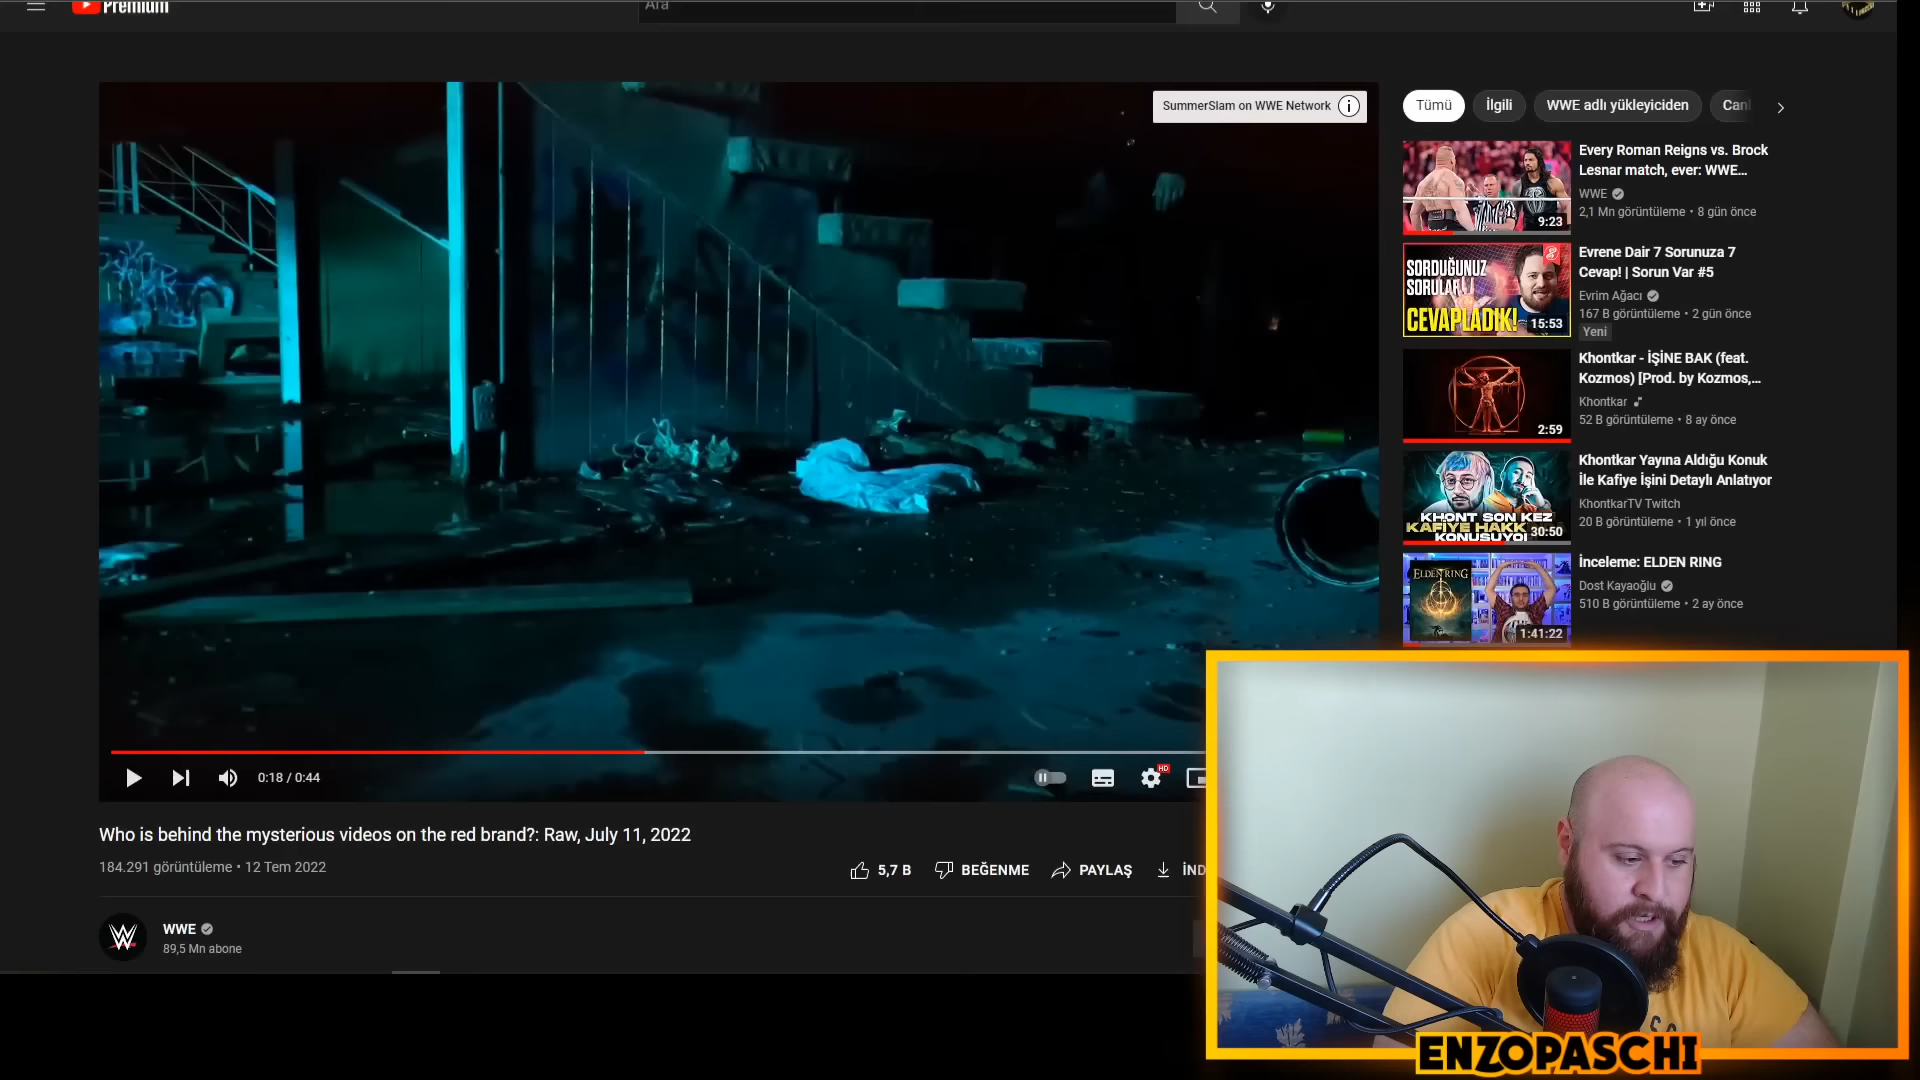 Premium
Ara
SummerSlam on WWE Network
Tümü
İlgili
WWE adlı yükleyiciden
Canl
Every Roman Reigns vs. Brock
Lesnar match, ever: WWE...
WWE
2,1 Mn görüntüleme • 8 gün önce
9:23
SORDUĞUNUZ
SORULARI
CEVAPLADIK!
15:53
Evrene Dair 7 Sorunuza 7
Cevap! | Sorun Var #5
Evrim Ağacı
167 B görüntüleme • 2 gün önce
Yeni
2:59
Khontkar - İŞİNE BAK (feat.
Kozmos) [Prod. by Kozmos,...
Khontkar
52 B görüntüleme • 8 ay önce
KHONT SON KEZ
KAFİYE HAKK
KONUSUYOR
30:50
Khontkar Yayına Aldığu Konuk
İle Kafiye İşini Detaylı Anlatıyor
KhontkarTV Twitch
20 B görüntüleme • 1 yıl önce
ELDEN RING
1:41:22
İnceleme: ELDEN RING
Dost Kayaoğlu
510 B görüntüleme • 2 ay önce
0:18 / 0:44
HD
Who is behind the mysterious videos on the red brand?: Raw, July 11, 2022
184.291 görüntüleme • 12 Tem 2022
5,7 B
BEĞENME
PAYLAŞ
İND
WWE
89,5 Mn abone
ENZOPASCHI